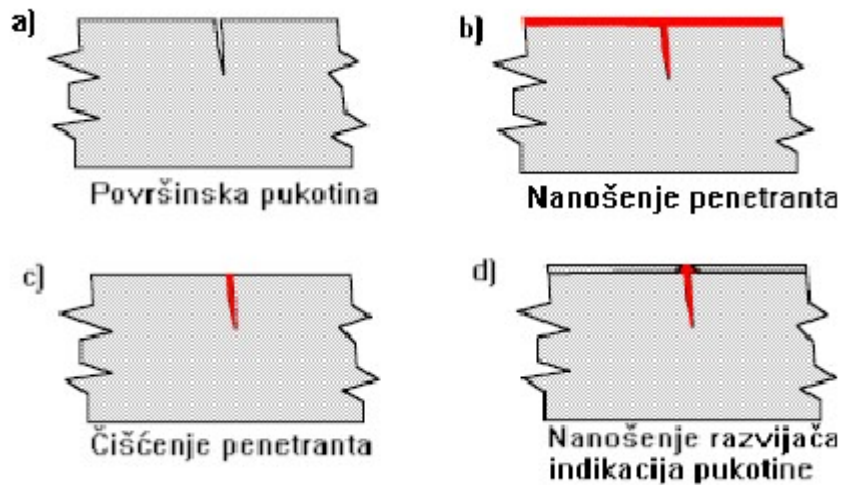 a)
Površinska pukotina
b)
Nanošenje penetranta
c)
Čišćenje penetranta
d)
Nanošenje razvijača
indikacija pukotine